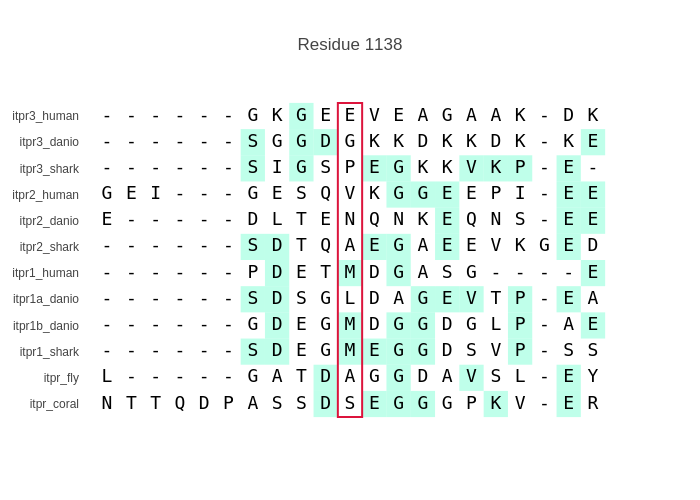 Residue 1138
itpr3_human - - - - - - G K G E E V E A G A A K - D K
itpr3_danio - - - - - - S G G D G K K D K K D K - K E
itpr3_shark - - - - - - S I G S P E G K K V K P - E -
itpr2_human G E I - - - G E S Q V K G G E E P I - E E
itpr2_danio E - - - - - D L T E N Q N K E Q N S - E E
itpr2_shark - - - - - - S D T Q A E G A E E V K G E D
itpr1_human - - - - - - P D E T M D G A S G - - - - E
itpr1a_danio - - - - - - S D S G L D A G E V T P - E A
itpr1b_danio - - - - - - G D E G M D G G D G L P - A E
itpr1_shark - - - - - - S D E G M E G G D S V P - S S
itpr_fly L - - - - - G A T D A G G D A V S L - E Y
itpr_coral N T T Q D P A S S D S E G G G P K V - E R